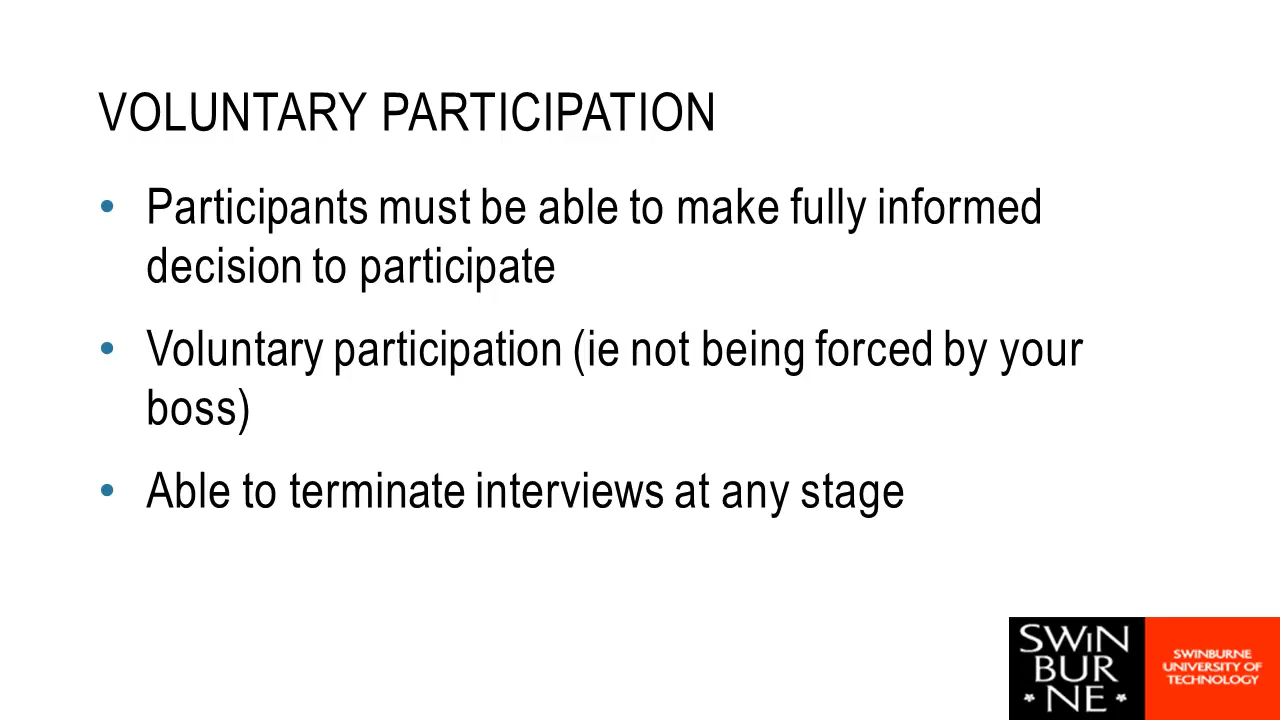 VOLUNTARY PARTICIPATION
• Participants must be able to make fully informed
decision to participate
• Voluntary participation (ie not being forced by your
boss)
• Able to terminate interviews at any stage
SWiN
BUR
* NE *
SWINBURNE
UNIVERSITY OF
TECHNOLOGY